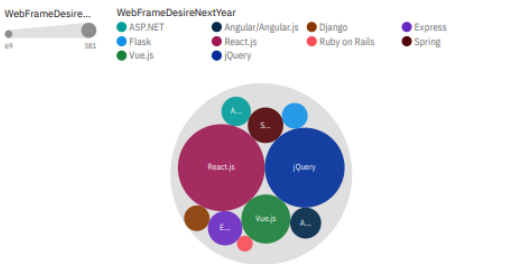 WebFrameDesire...
69
381
WebFrameDesireNextYear
ASP.NET
Angular/Angular.js
Django
Express
Flask
React.js
Ruby on Rails
Spring
Vue.js
jQuery
A...
S...
React.js
jQuery
Vue.js
E...
A...